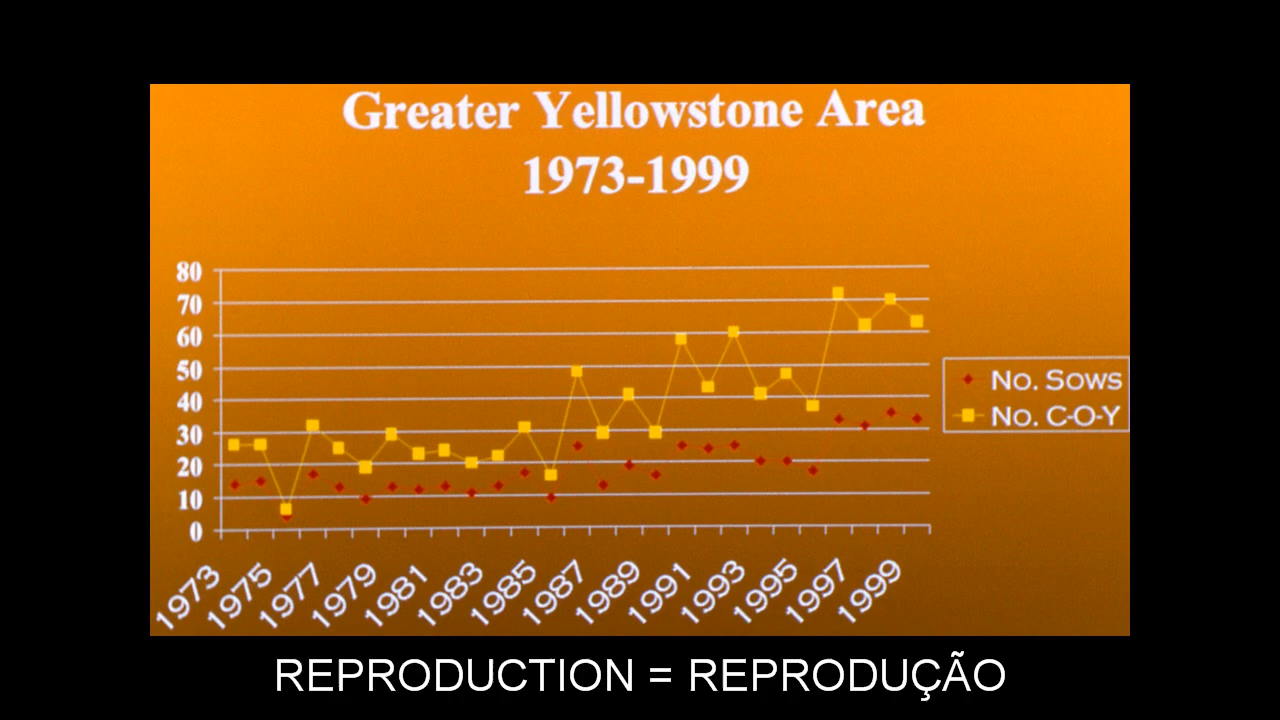 Greater Yellowstone Area
1973-1999
80
70
60
50
40
30
20
10
0
1973 1975 1977 1979 1981 1983 1985 1987 1989 1991 1993 1995 1997 1999
No. Sows
No. C-O-Y
REPRODUCTION = REPRODUÇÃO